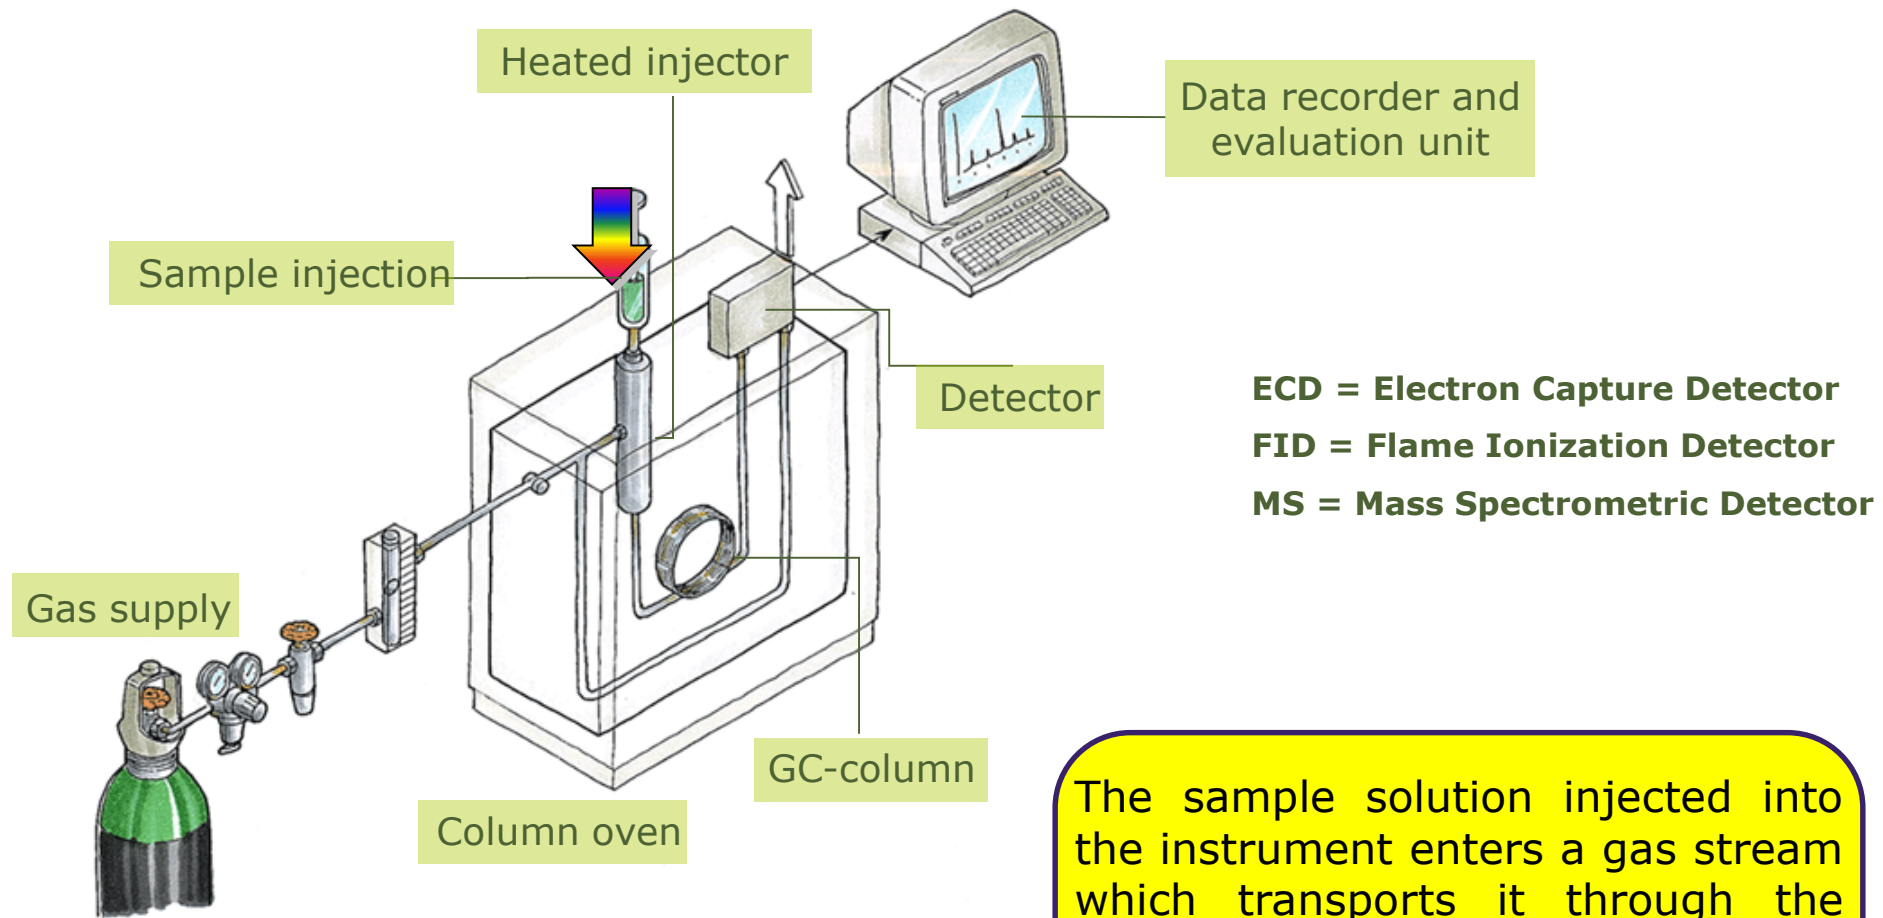 Heated injector
Data recorder and
evaluation unit
Sample injection
Detector
ECD = Electron Capture Detector
FID = Flame Ionization Detector
MS = Mass Spectrometric Detector
Gas supply
GC-column
Column oven
The sample solution injected into
the instrument enters a gas stream
which transports it through the